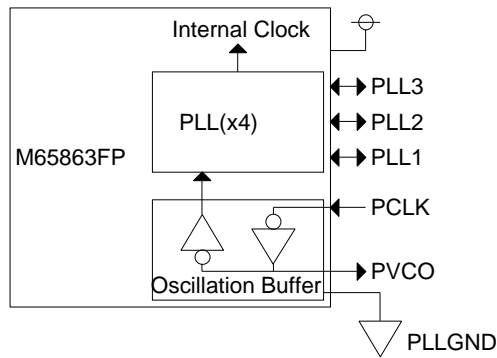 Internal Clock
PLL3
PLL(x4)
PLL2
M65863FP
PLL1
PCLK
PVCO
Oscillation Buffer
PLLGND